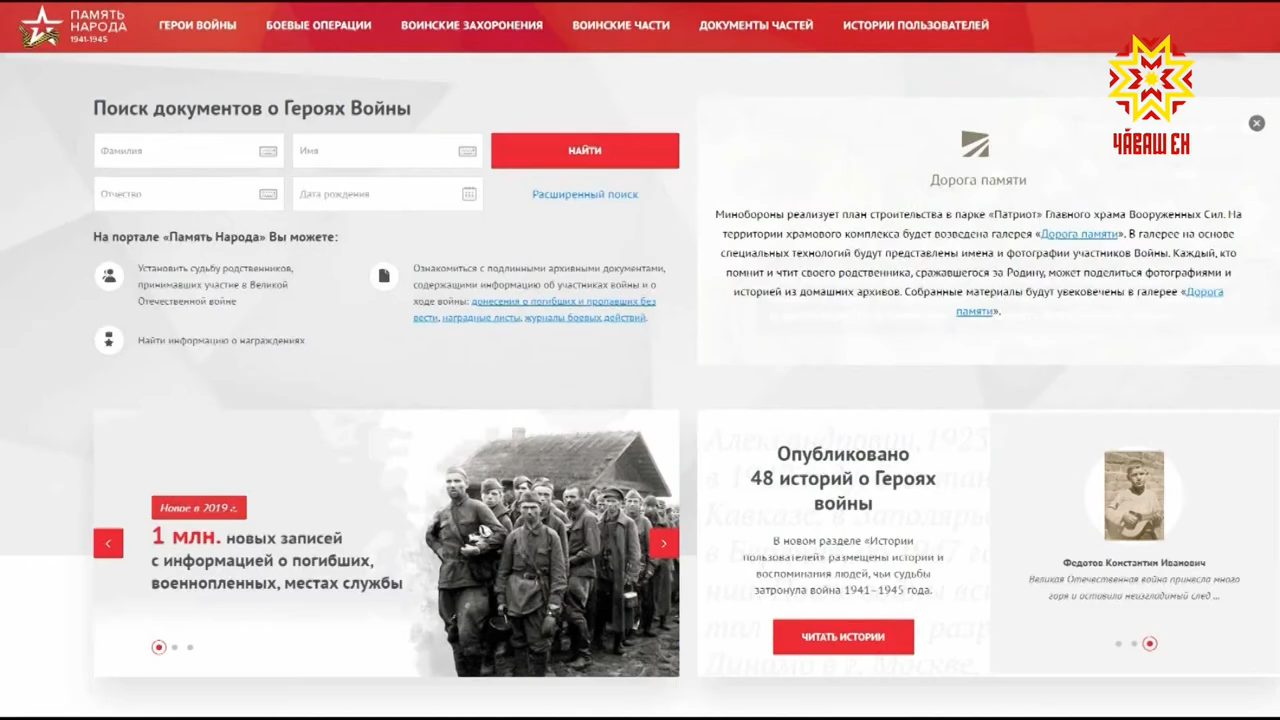 ПАМЯТЬ
НАРОДА
1941-1945
ГЕРОИ ВОЙНЫ
БОЕВЫЕ ОПЕРАЦИИ
ВОИНСКИЕ ЗАХОРОНЕНИЯ
ВОИНСКИЕ ЧАСТИ
ДОКУМЕНТЫ ЧАСТЕЙ
ИСТОРИИ ПОЛЬЗОВАТЕЛЕЙ
ЧӐВАШ ЕН
Поиск документов о Героях Войны
Фамилия
Имя
НАЙТИ
Отчество
Дата рождения
Расширенный поиск
На портале «Память Народа» Вы можете:
Установить судьбу родственников,
принимавших участие в Великой
Отечественной войне
Найти информацию о награждениях
Ознакомиться с подлинными архивными документами,
содержащими информацию об участниках войны и о
ходе войны: донесения о погибших и пропавших без
вести, наградные листы, журналы боевых действий.
Дорога памяти
Минобороны реализует план строительства в парке «Патриот» Главного храма Вооруженных Сил. На
территории храмового комплекса будет возведена галерея «Дорога памяти». В галерее на основе
специальных технологий будут представлены имена и фотографии участников Войны. Каждый, кто
помнит и чтит своего родственника, сражавшегося за Родину, может поделиться фотографиями и
историей из домашних архивов. Собранные материалы будут увековечены в галерее «Дорога
памяти».
Новое в 2019 г.
1 млн. новых записей
с информацией о погибших,
военнопленных, местах службы
Опубликовано
48 историй о Героях
войны
В новом разделе «Истории
пользователей» размещены истории и
воспоминания людей, чьи судьбы
затронула война 1941–1945 года.
ЧИТАТЬ ИСТОРИИ
Федотов Константин Иванович
Великая Отечественная война принесла много
горя и оставила неизгладимый след ...